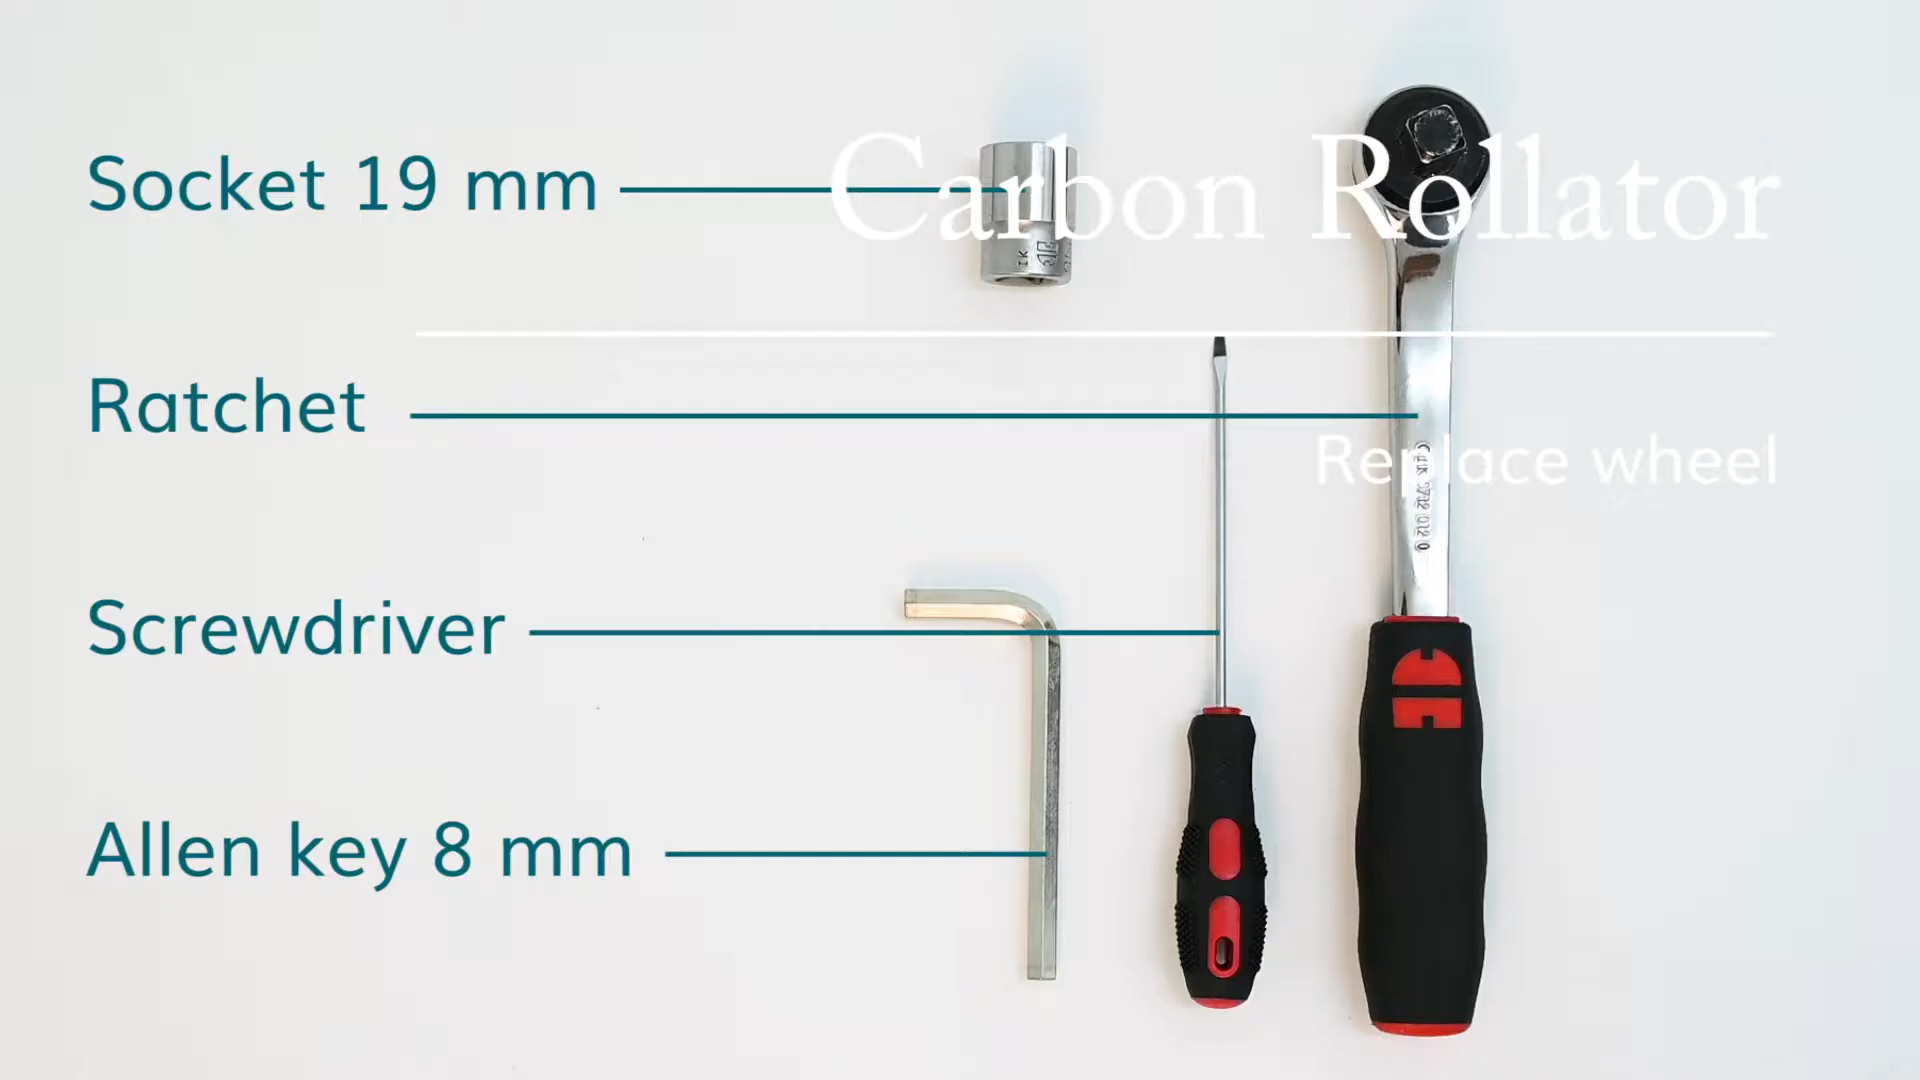 Socket 19 mm
Carbon Rollator
Ratchet
Replace wheel
Screwdriver
Allen key 8 mm